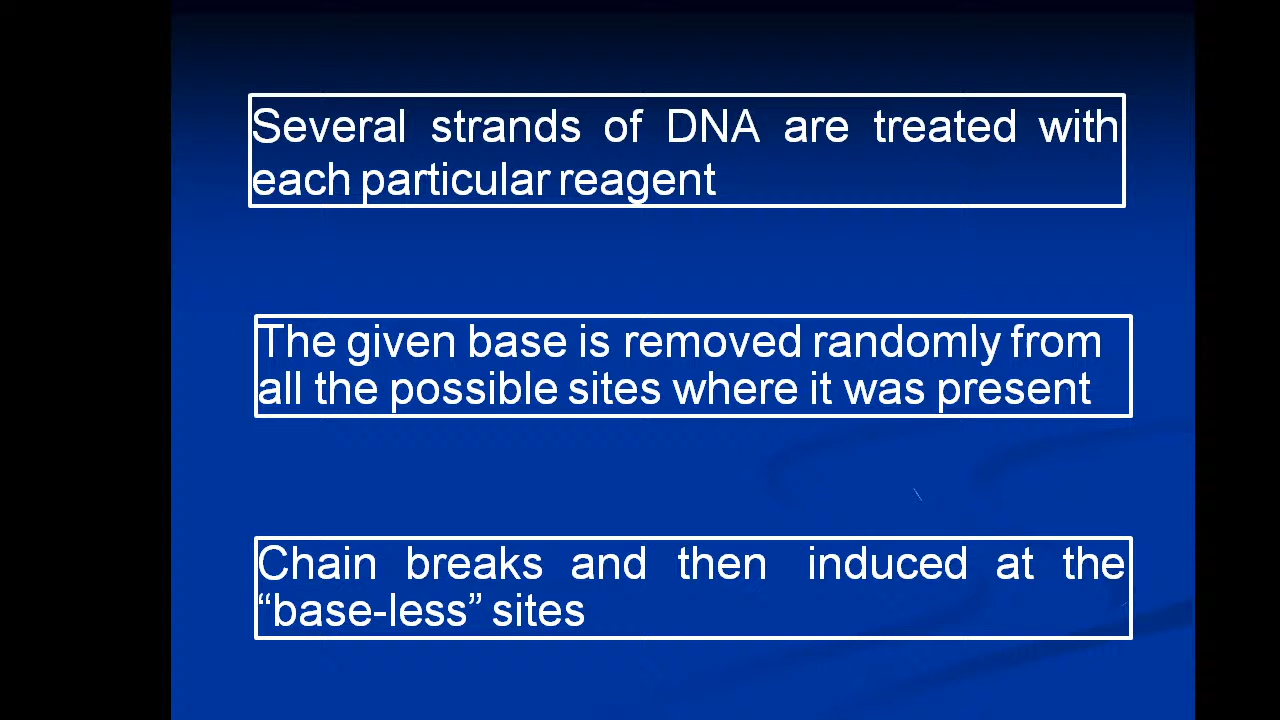 Several strands of DNA are treated with
each particular reagent
The given base is removed randomly from
all the possible sites where it was present
Chain breaks and then induced at the
“base-less” sites